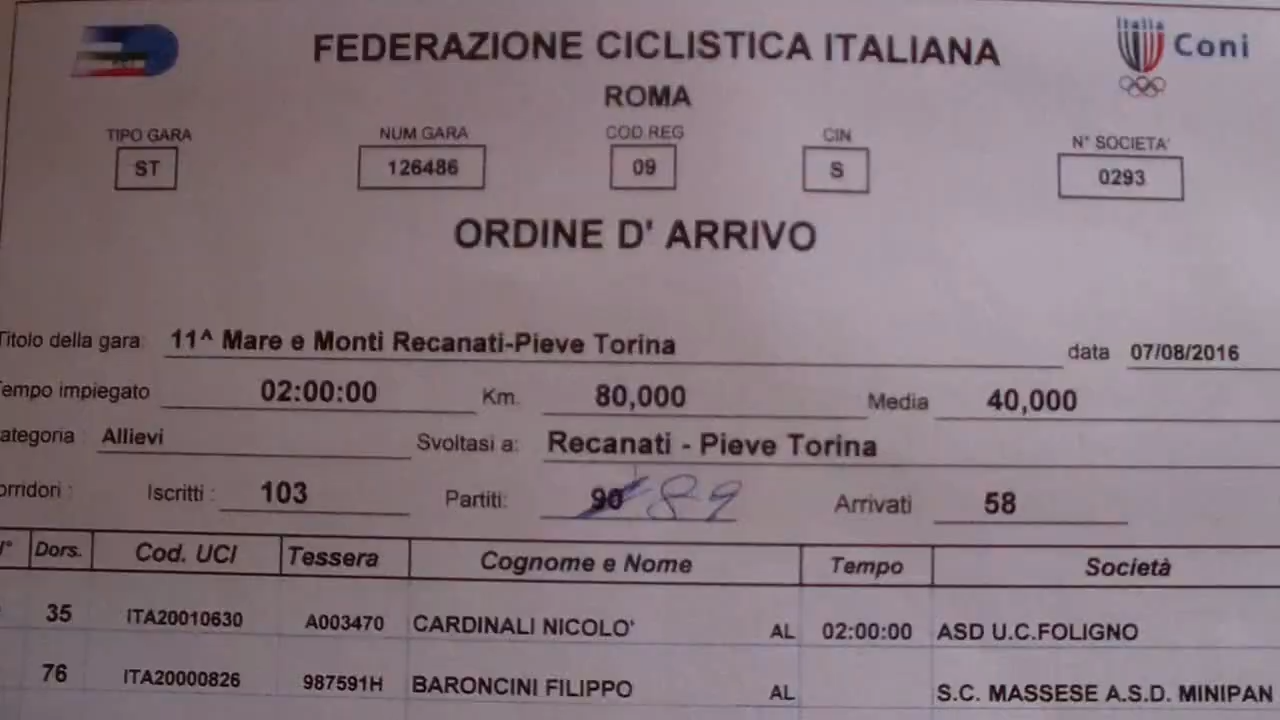 FEDERAZIONE CICLISTICA ITALIANA
Italia Coni
ROMA
TIPO GARA NUM GARA COD REG CIN N° SOCIETA'
ST 126486 09 S 0293
ORDINE D' ARRIVO
Titolo della gara 11^ Mare e Monti Recanati-Pieve Torina data 07/08/2016
Tempo impiegato 02:00:00 Km. 80,000 Media 40,000
ategoria Allievi Svoltasi a: Recanati - Pieve Torina
orridori : Iscritti : 103 Partiti: 90 89 Arrivati 58
N° Dors. Cod. UCI Tessera Cognome e Nome Tempo Società
35 ITA20010630 A003470 CARDINALI NICOLO' AL 02:00:00 ASD U.C.FOLIGNO
76 ITA20000826 987591H BARONCINI FILIPPO AL S.C. MASSESE A.S.D. MINIPAN